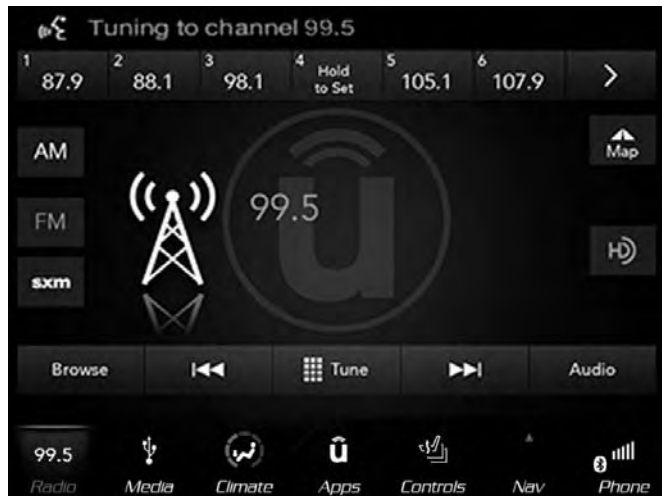 Tuning to channel 99.5
1 87.9 2 88.1 3 98.1 4 Hold to Set 5 105.1 6 107.9
AM
Map
99.5
FM
HD
sxm
Browse Tune Audio
99.5 û
Radio Media Climate Apps Controls Nav Phone